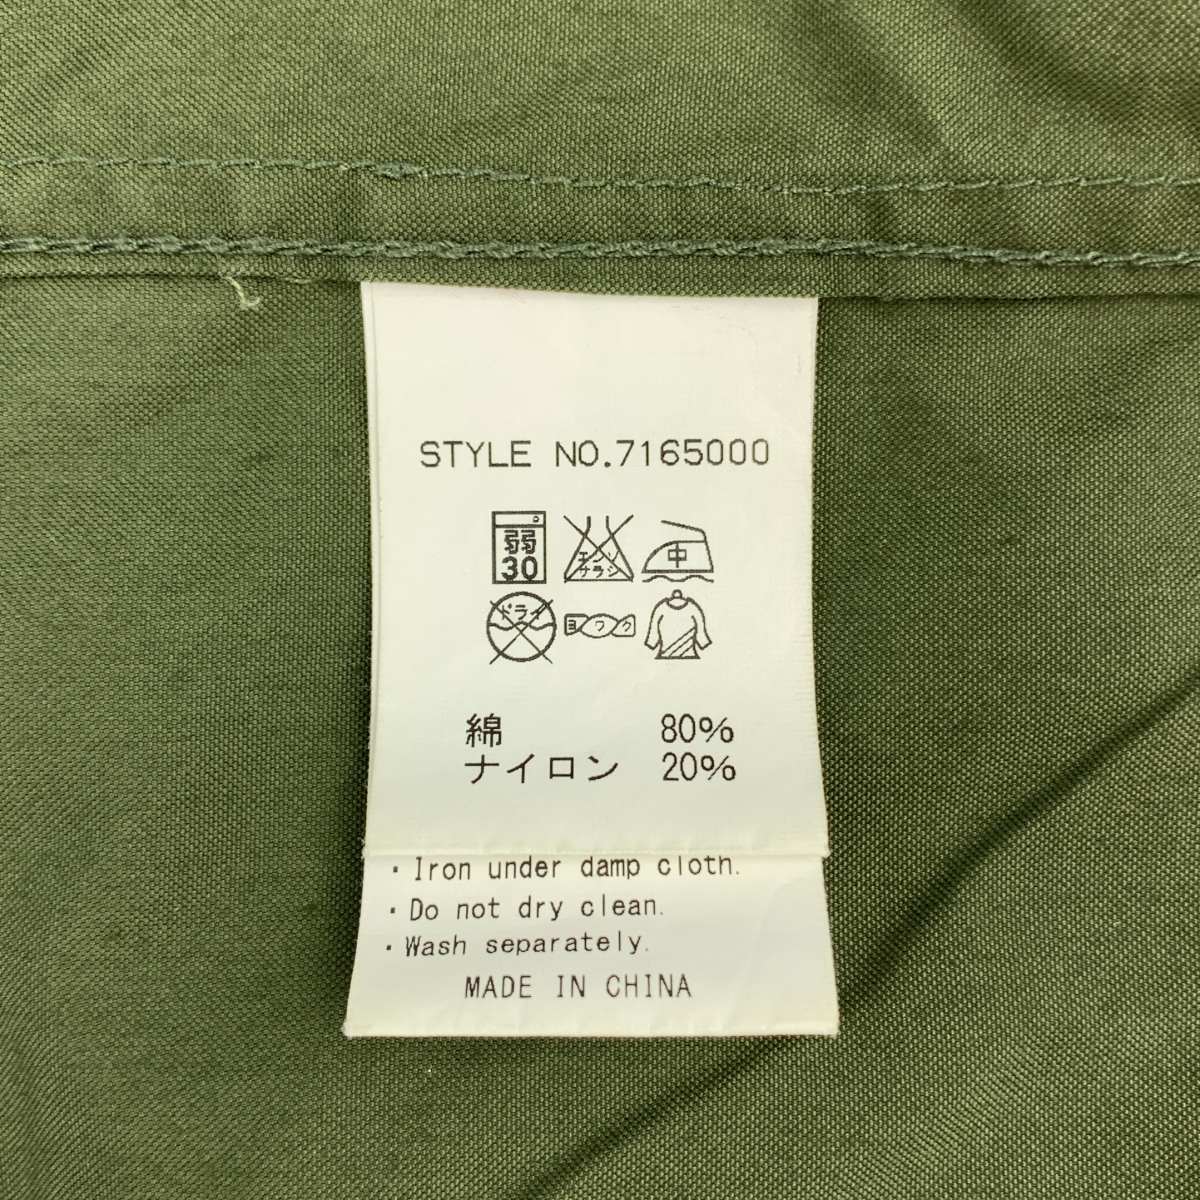 STYLE NO.7165000
弱 エンソ 中
30 サラシ
ドライ ヨワク
綿 80%
ナイロン 20%
・Iron under damp cloth.
・Do not dry clean.
・Wash separately.
MADE IN CHINA